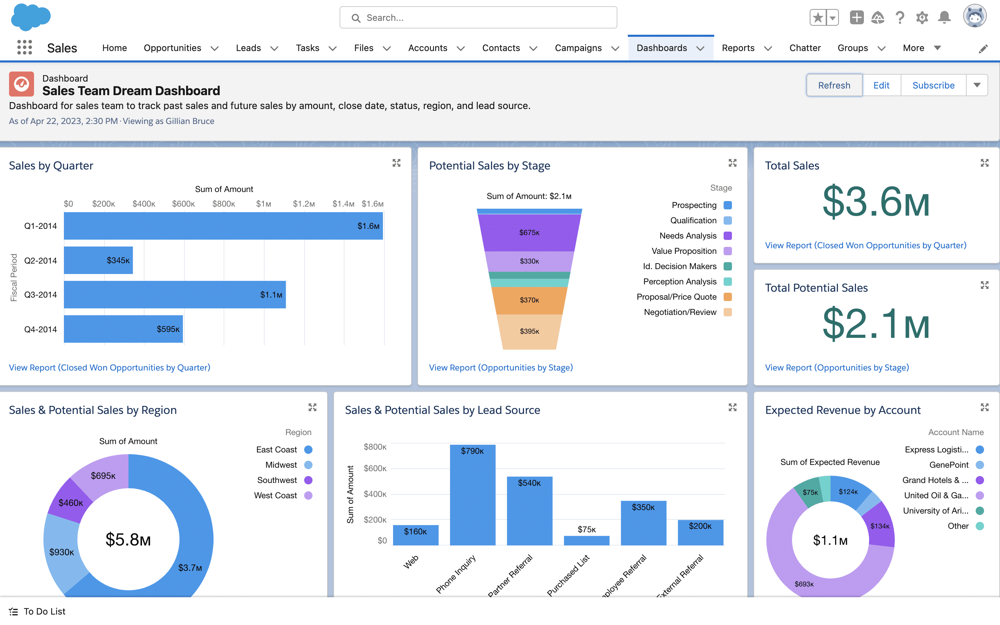 Search...
Sales
Home
Opportunities
Leads
Tasks
Files
Accounts
Contacts
Campaigns
Dashboards
Reports
Chatter
Groups
More
Dashboard
Sales Team Dream Dashboard
Dashboard for sales team to track past sales and future sales by amount, close date, status, region, and lead source.
As of Apr 22, 2023, 2:30 PM·Viewing as Gillian Bruce
Refresh
Edit
Subscribe
Sales by Quarter
Sum of Amount
$0
$200K
$400K
$600K
$800K
$1M
$1.2M
$1.4M
$1.6M
Fiscal Period
Q1-2014
$1.6M
Q2-2014
$345K
Q3-2014
$1.1M
Q4-2014
$595K
View Report (Closed Won Opportunities by Quarter)
Potential Sales by Stage
Sum of Amount: $2.1M
$675K
$330K
$370K
$395K
Stage
Prospecting
Qualification
Needs Analysis
Value Proposition
Id. Decision Makers
Perception Analysis
Proposal/Price Quote
Negotiation/Review
View Report (Opportunities by Stage)
Total Sales
$3.6M
View Report (Closed Won Opportunities by Quarter)
Total Potential Sales
$2.1M
View Report (Opportunities by Stage)
Sales & Potential Sales by Region
Sum of Amount
$695K
$460K
$930K
$3.7M
$5.8M
Region
East Coast
Midwest
Southwest
West Coast
Sales & Potential Sales by Lead Source
Sum of Amount
$800K
$600K
$400K
$200K
$0
$160K
$790K
$540K
$75K
$350K
$200K
Web
Phone Inquiry
Partner Referral
Purchased List
ployee Referral
External Referral
Expected Revenue by Account
Sum of Expected Revenue
$75K
$124K
$134K
$693K
$1.1M
Account Name
Express Logisti...
GenePoint
Grand Hotels & ...
United Oil & Ga...
University of Ari...
Other
To Do List